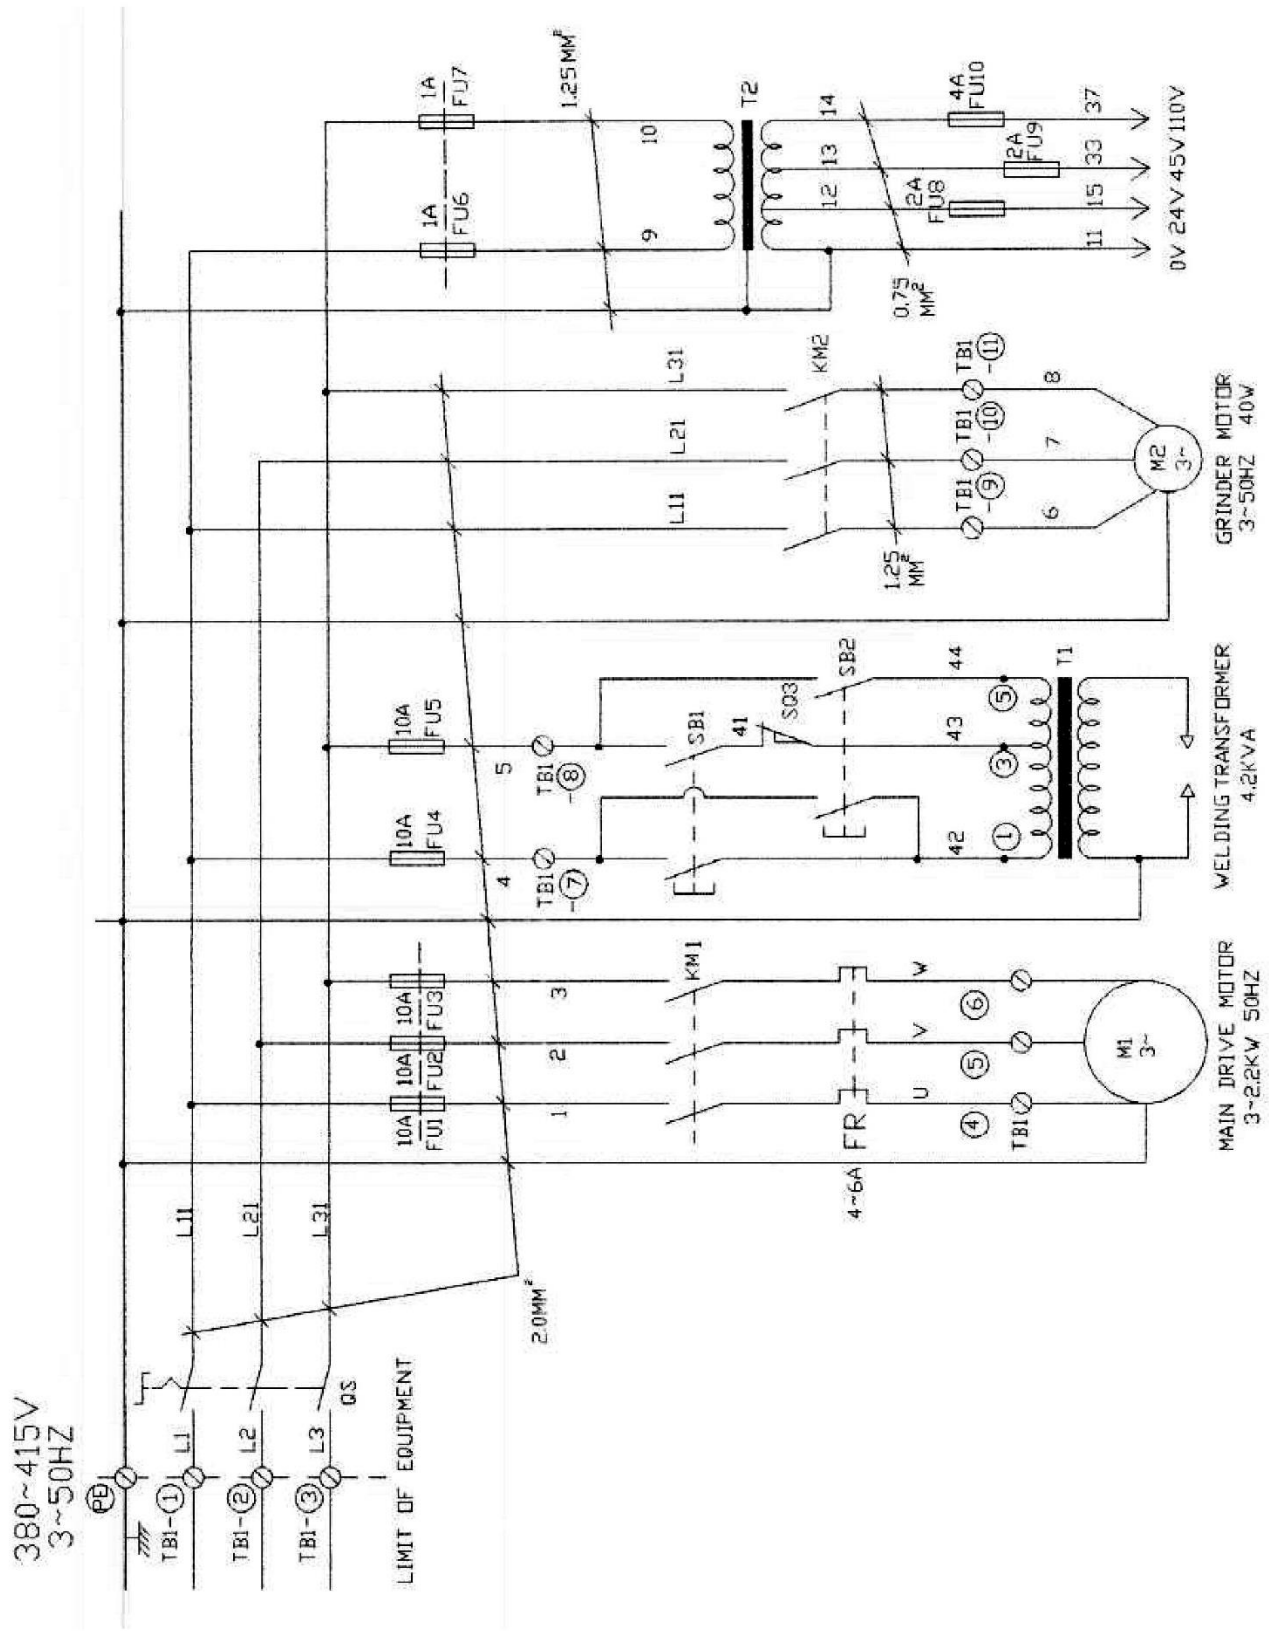 380~415V
3~50HZ
PE
TB1-①
TB1-②
TB1-③
L1
L2
L3
QS
LIMIT OF EQUIPMENT
L11
L21
L31
2.0MM²
10A
FU1
10A
FU2
10A
FU3
1
2
3
KM1
4~6A
FR
U
V
W
④
⑤
⑥
TB1
M1
3~
MAIN DRIVE MOTOR
3~2.2KW 50HZ
10A
FU4
10A
FU5
4
5
TB1
-⑦
TB1
-⑧
SB1
41
SQ3
SB2
42
43
44
①
③
⑤
T1
WELDING TRANSFORMER
4.2KVA
L11
L21
L31
KM2
1.25
MM²
TB1
-⑨
TB1
-⑩
TB1
-⑪
6
7
8
M2
3~
GRINDER MOTOR
3~50HZ 40W
1A
FU6
1A
FU7
1.25MM²
9
10
T2
12
13
14
0.75
MM²
2A
FU8
2A
FU9
4A
FU10
11
15
33
37
0V 24V 45V 110V